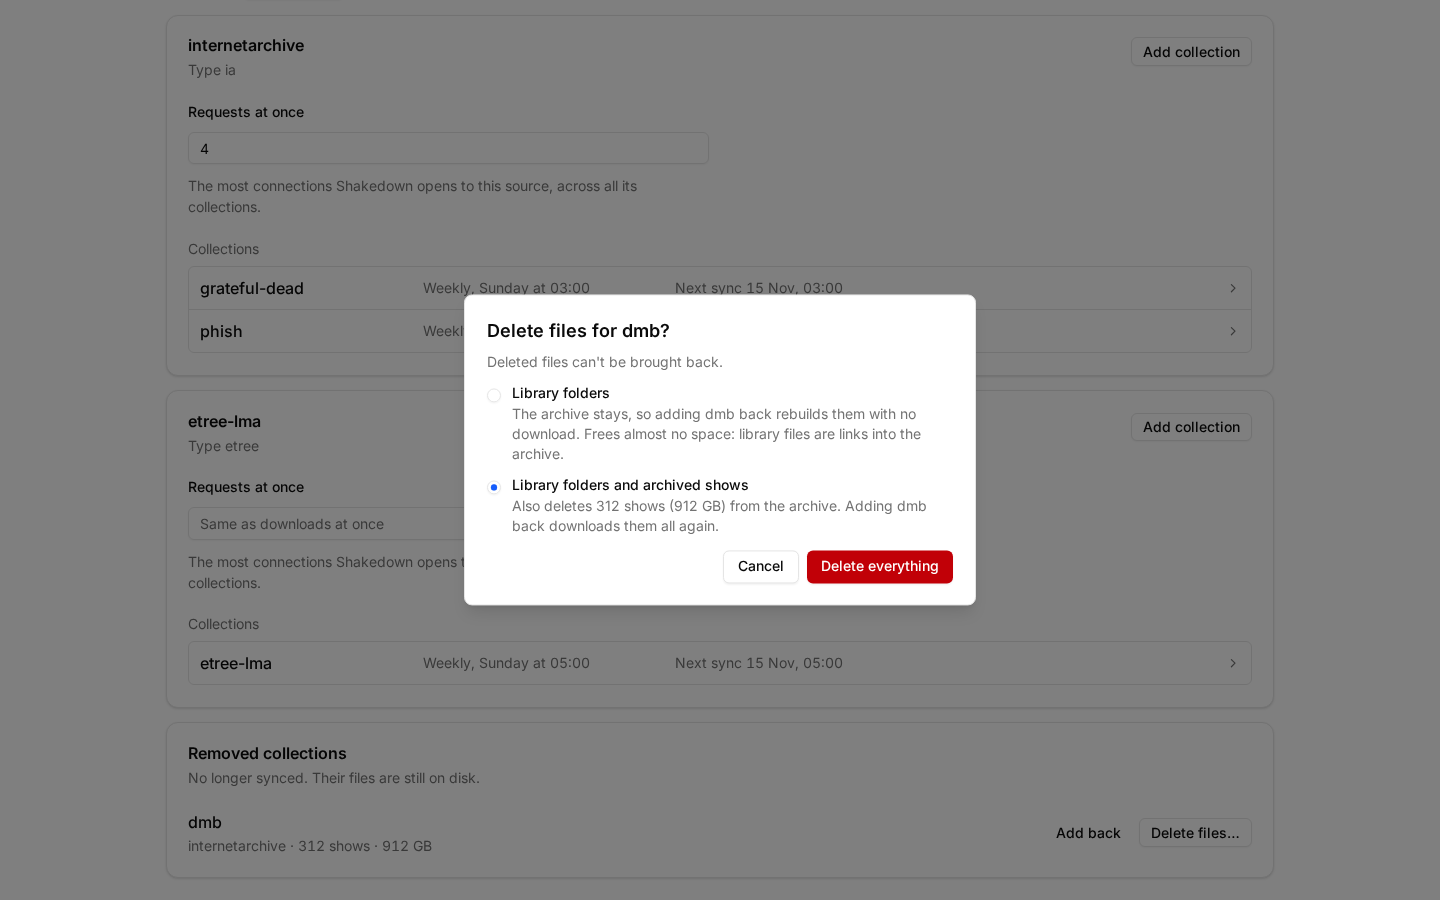 internetarchive
Add collection
Type ia
Requests at once
4
The most connections Shakedown opens to this source, across all its
collections.
Collections
grateful-dead
Weekly, Sunday at 03:00
Next sync 15 Nov, 03:00
phish
Delete files for dmb?
Deleted files can't be brought back.
Library folders
The archive stays, so adding dmb back rebuilds them with no
download. Frees almost no space: library files are links into the
archive.
Library folders and archived shows
Also deletes 312 shows (912 GB) from the archive. Adding dmb
back downloads them all again.
Cancel
Delete everything
etree-lma
Add collection
Type etree
Requests at once
Same as downloads at once
The most connections Shakedown opens
collections.
Collections
etree-lma
Weekly, Sunday at 05:00
Next sync 15 Nov, 05:00
Removed collections
No longer synced. Their files are still on disk.
dmb
internetarchive · 312 shows · 912 GB
Add back
Delete files...